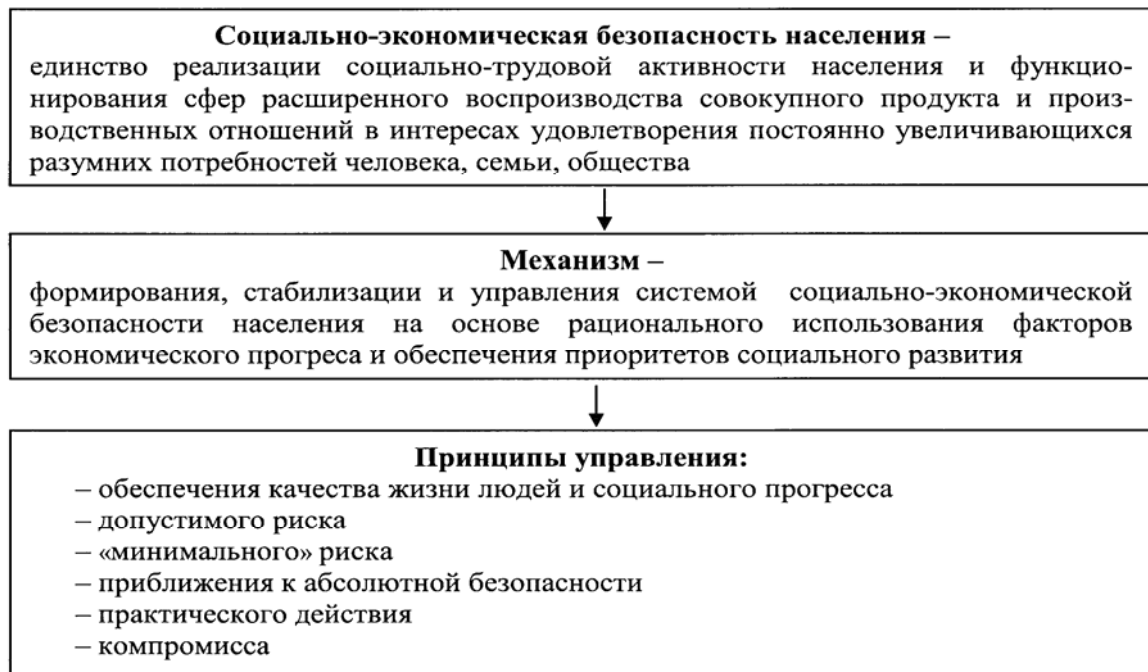 Социально-экономическая безопасность населения –
единство реализации социально-трудовой активности населения и функцио-
нирования сфер расширенного воспроизводства совокупного продукта и произ-
водственных отношений в интересах удовлетворения постоянно увеличивающихся
разумних потребностей человека, семьи, общества
Механизм –
формирования, стабилизации и управления системой социально-экономической
безопасности населения на основе рационального использования факторов
экономического прогреса и обеспечения приоритетов социального развития
Принципы управления:
– обеспечения качества жизни людей и социального прогресса
– допустимого риска
– «минимального» риска
– приближения к абсолютной безопасности
– практического действия
– компромисса